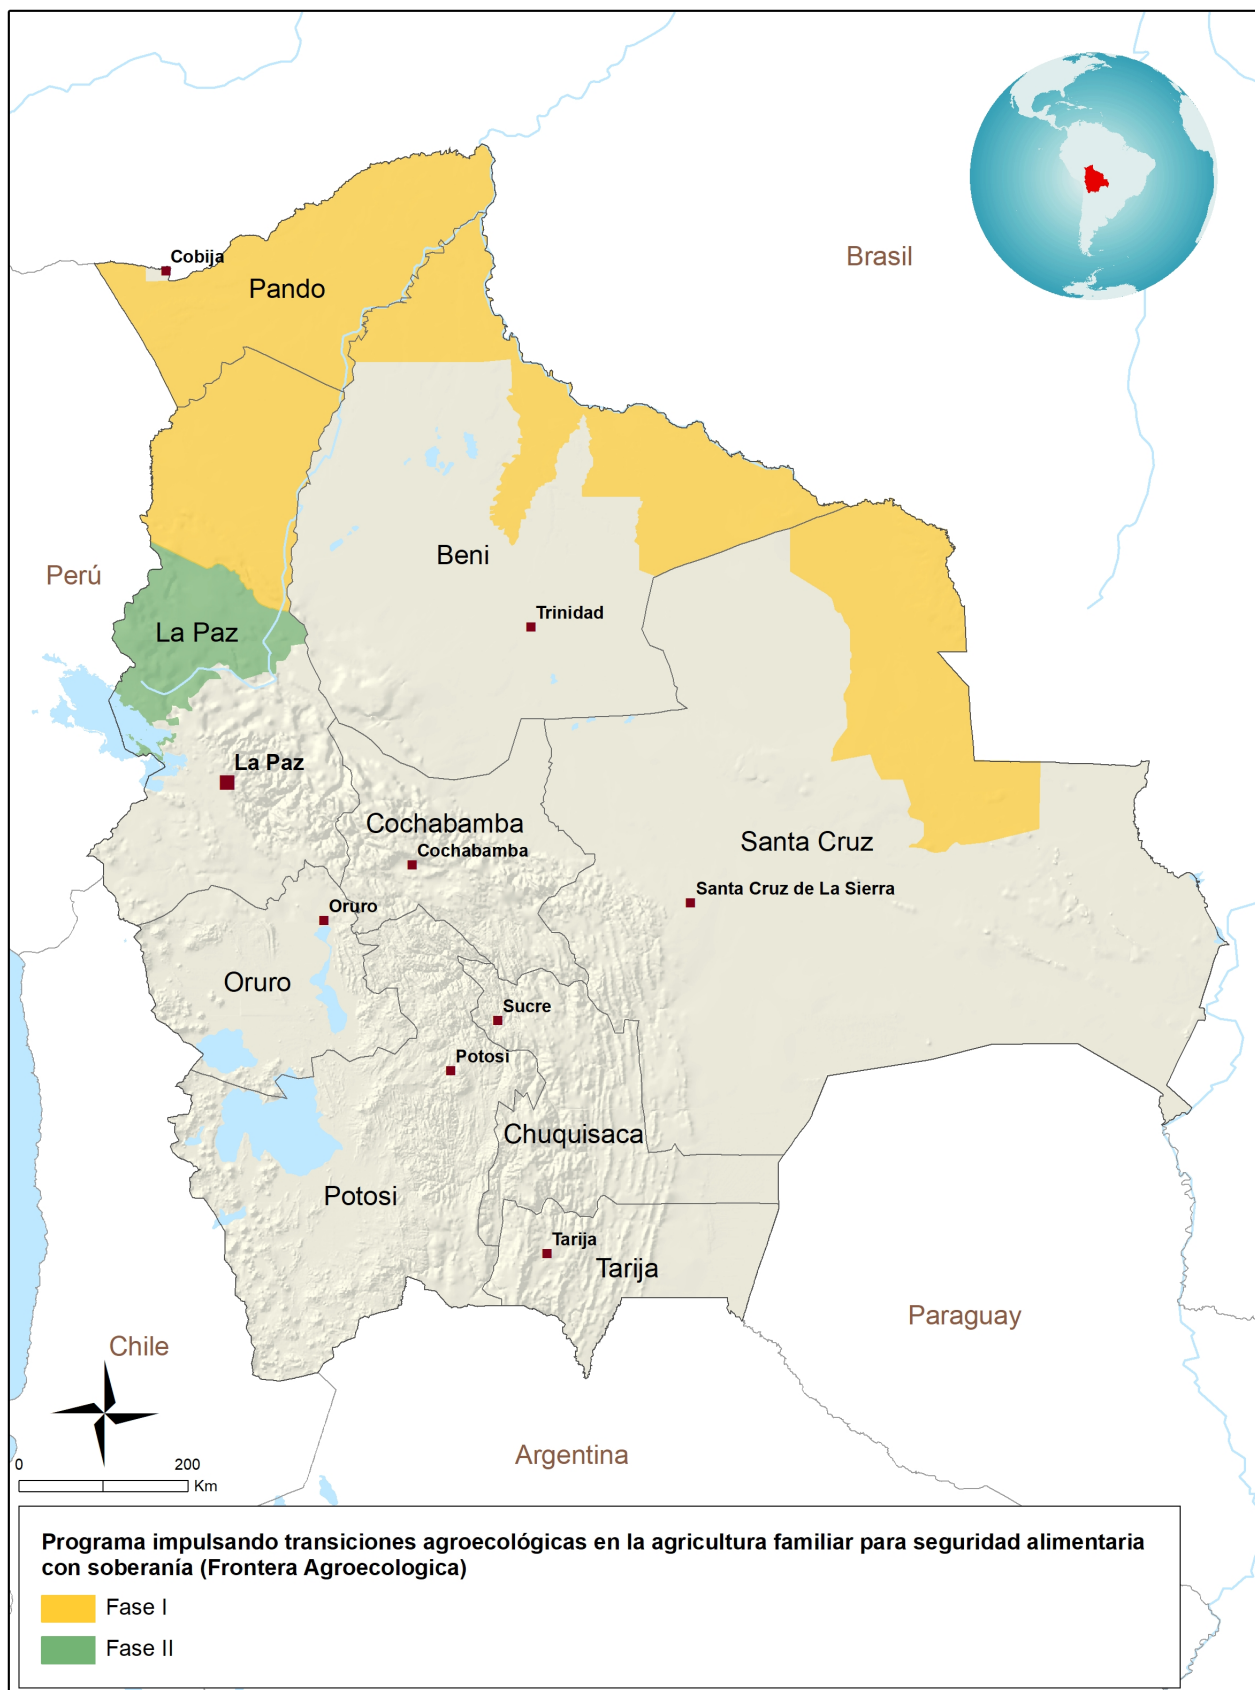 Brasil
Cobija
Pando
Beni
Perú
Trinidad
La Paz
La Paz
Cochabamba
Cochabamba
Santa Cruz
Santa Cruz de La Sierra
Oruro
Oruro
Sucre
Potosi
Chuquisaca
Potosi
Tarija
Tarija
Paraguay
Chile
Argentina
0 200
Km
Programa impulsando transiciones agroecológicas en la agricultura familiar para seguridad alimentaria
con soberanía (Frontera Agroecologica)
Fase I
Fase II